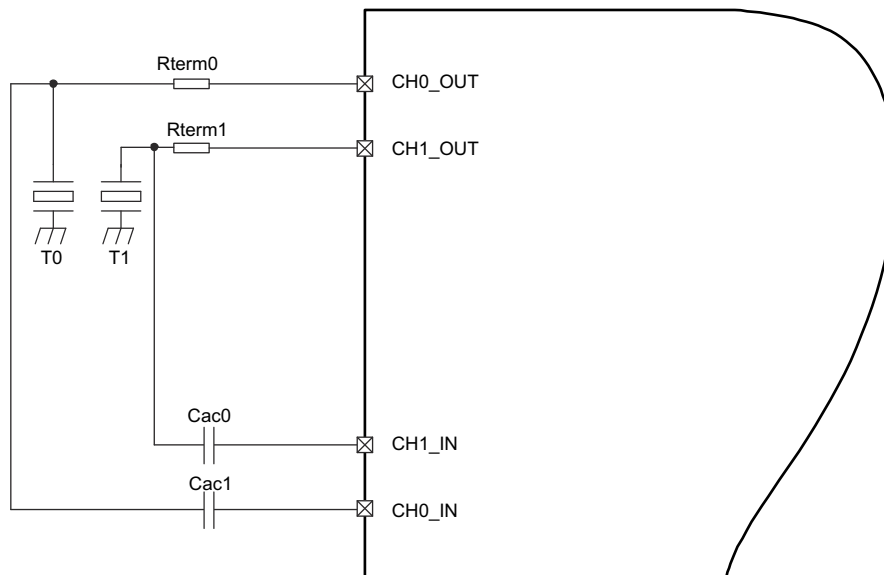 Rterm0
CH0_OUT
Rterm1
CH1_OUT
T0
T1
Cac0
CH1_IN
Cac1
CH0_IN